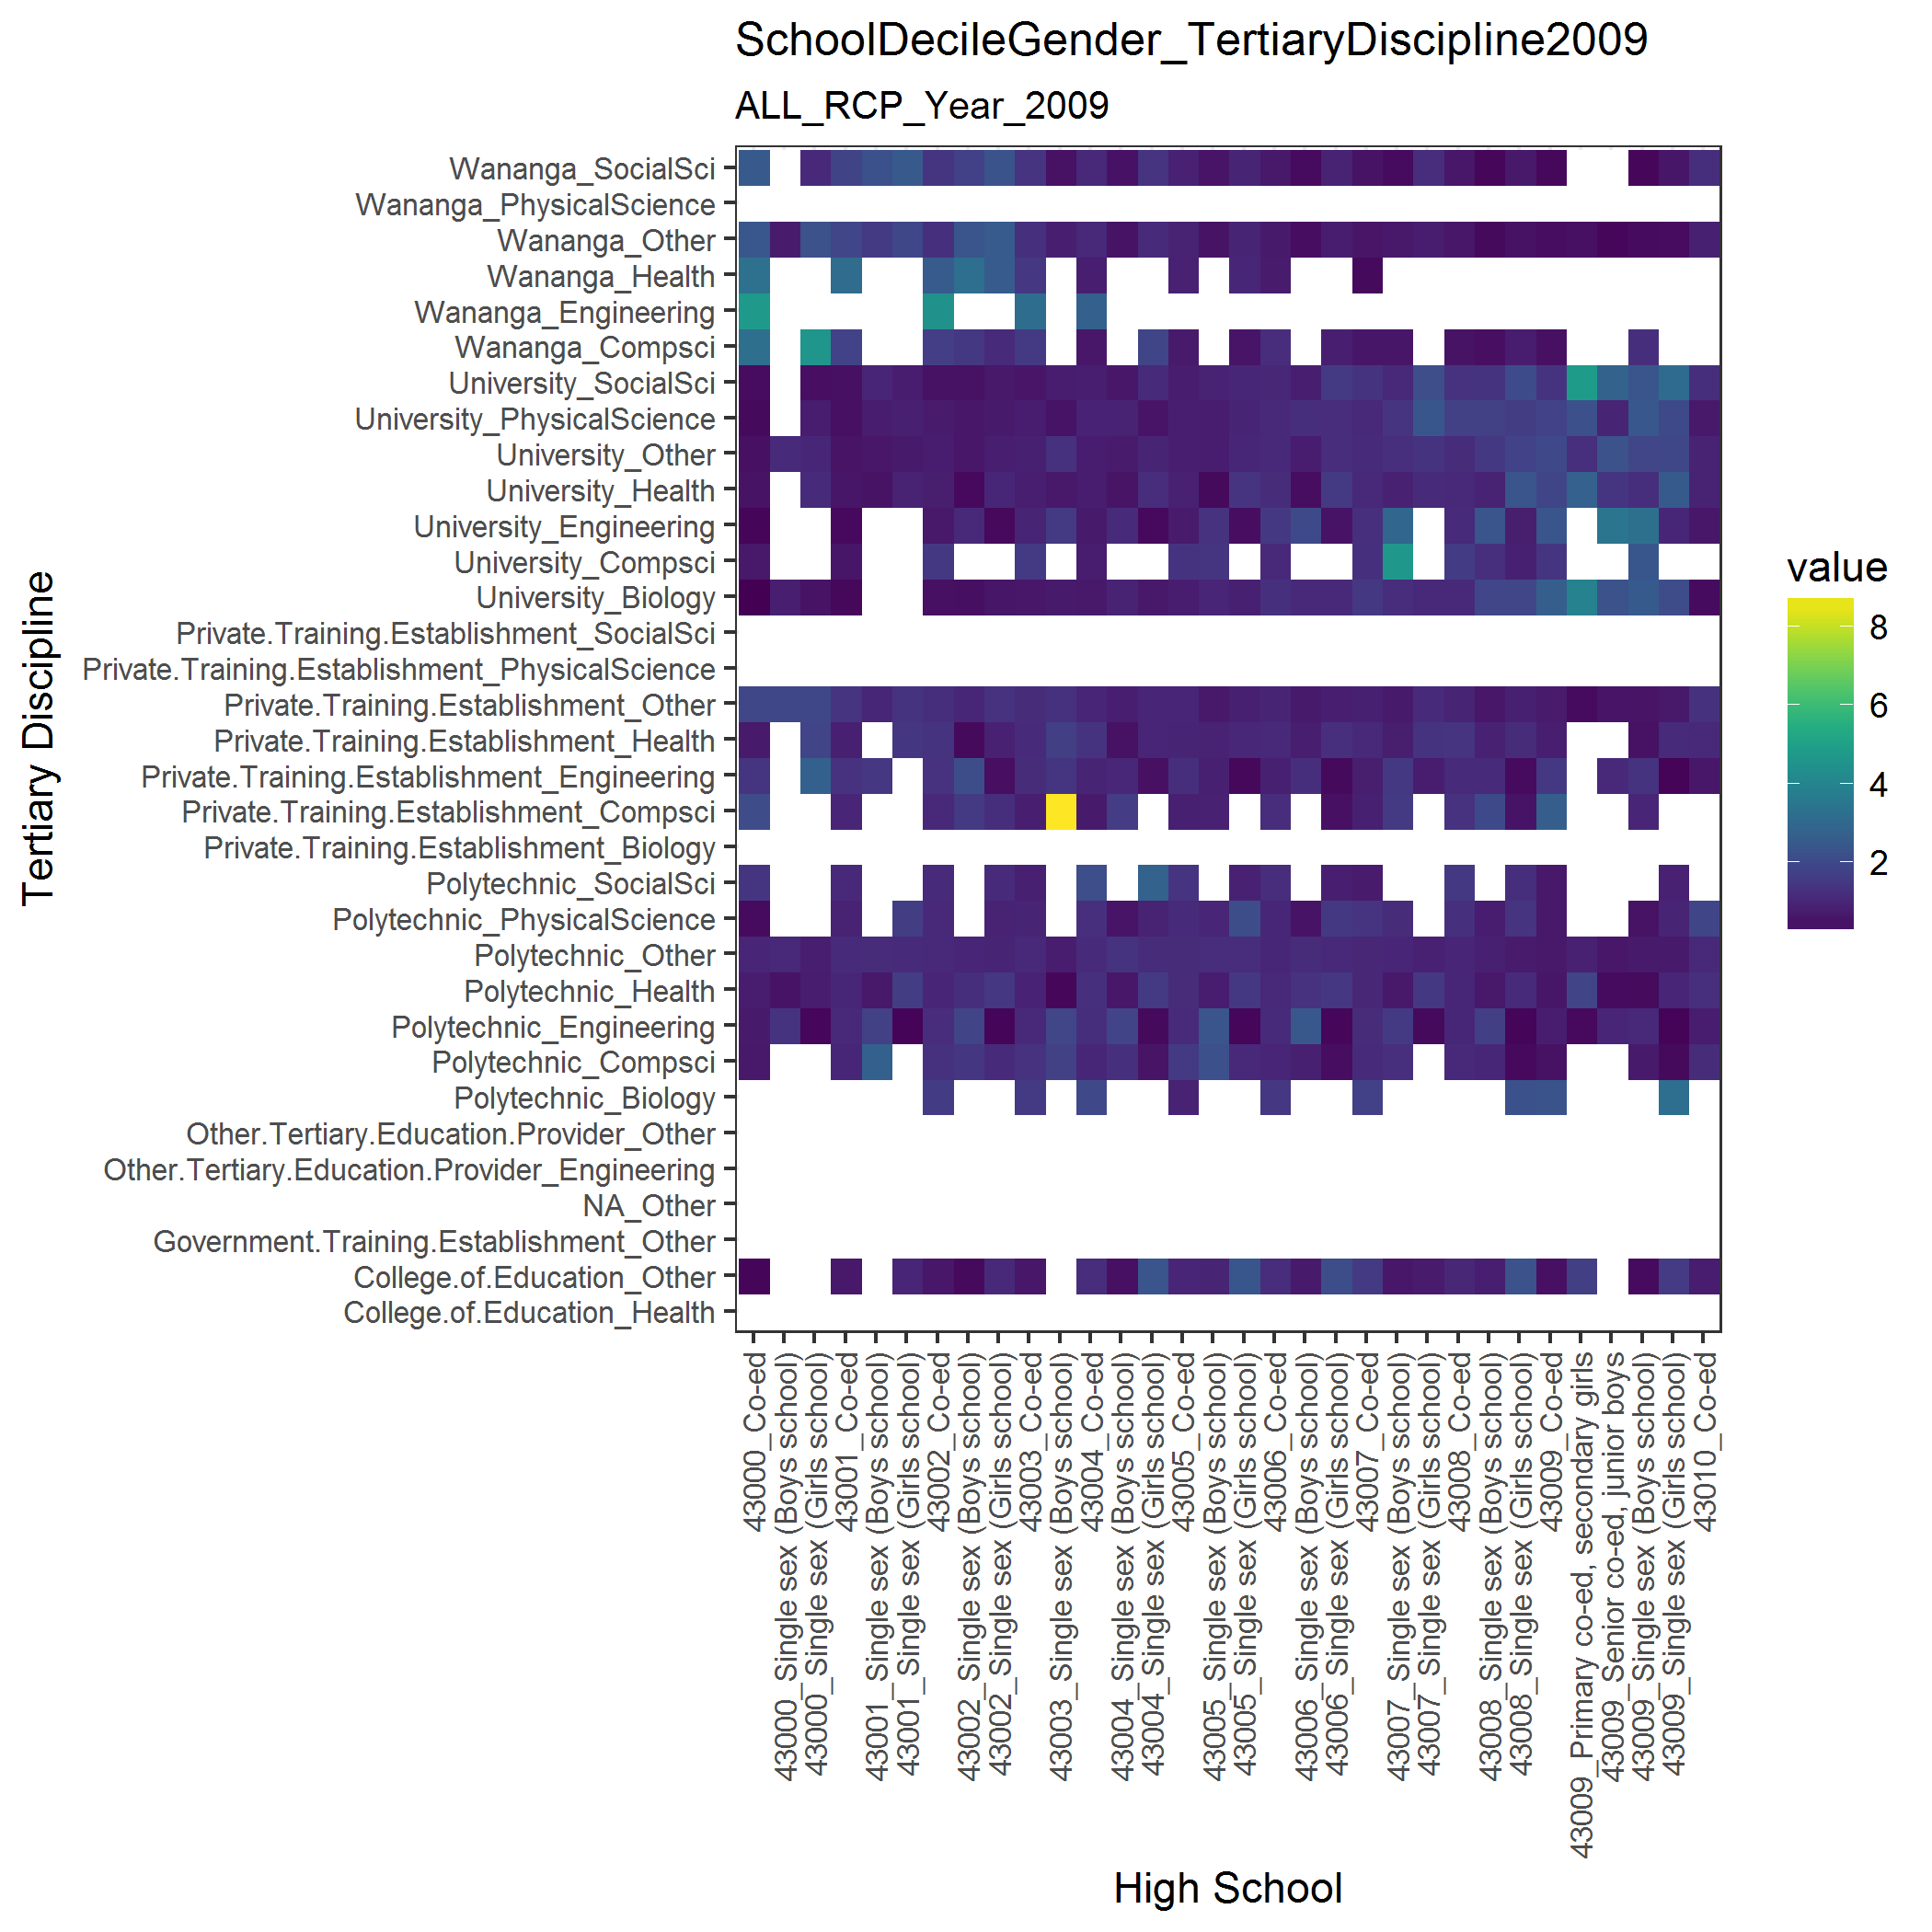 SchoolDecileGender_TertiaryDiscipline2009
ALL_RCP_Year_2009
Tertiary Discipline
Wananga_SocialSci
Wananga_PhysicalScience
Wananga_Other
Wananga_Health
Wananga_Engineering
Wananga_Compsci
University_SocialSci
University_PhysicalScience
University_Other
University_Health
University_Engineering
University_Compsci
University_Biology
Private.Training.Establishment_SocialSci
Private.Training.Establishment_PhysicalScience
Private.Training.Establishment_Other
Private.Training.Establishment_Health
Private.Training.Establishment_Engineering
Private.Training.Establishment_Compsci
Private.Training.Establishment_Biology
Polytechnic_SocialSci
Polytechnic_PhysicalScience
Polytechnic_Other
Polytechnic_Health
Polytechnic_Engineering
Polytechnic_Compsci
Polytechnic_Biology
Other.Tertiary.Education.Provider_Other
Other.Tertiary.Education.Provider_Engineering
NA_Other
Government.Training.Establishment_Other
College.of.Education_Other
College.of.Education_Health
43000_Co-ed
43000_Single sex (Boys school)
43000_Single sex (Girls school)
43001_Co-ed
43001_Single sex (Boys school)
43001_Single sex (Girls school)
43002_Co-ed
43002_Single sex (Boys school)
43002_Single sex (Girls school)
43003_Co-ed
43003_Single sex (Boys school)
43004_Co-ed
43004_Single sex (Boys school)
43004_Single sex (Girls school)
43005_Co-ed
43005_Single sex (Boys school)
43005_Single sex (Girls school)
43006_Co-ed
43006_Single sex (Boys school)
43006_Single sex (Girls school)
43007_Co-ed
43007_Single sex (Boys school)
43007_Single sex (Girls school)
43008_Co-ed
43008_Single sex (Boys school)
43008_Single sex (Girls school)
43009_Co-ed
43009_Primary co-ed, secondary girls
43009_Senior co-ed, junior boys
43009_Single sex (Boys school)
43009_Single sex (Girls school)
43010_Co-ed
High School
value
8
6
4
2